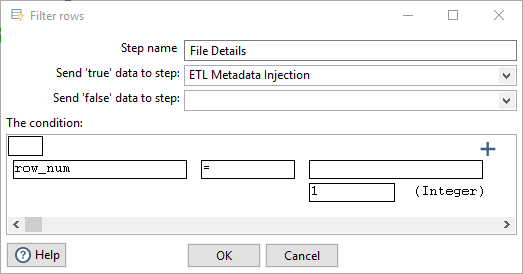 Filter rows
Step name File Details
Send 'true' data to step: ETL Metadata Injection
Send 'false' data to step:
The condition:
row_num =
1 (Integer)
Help OK Cancel